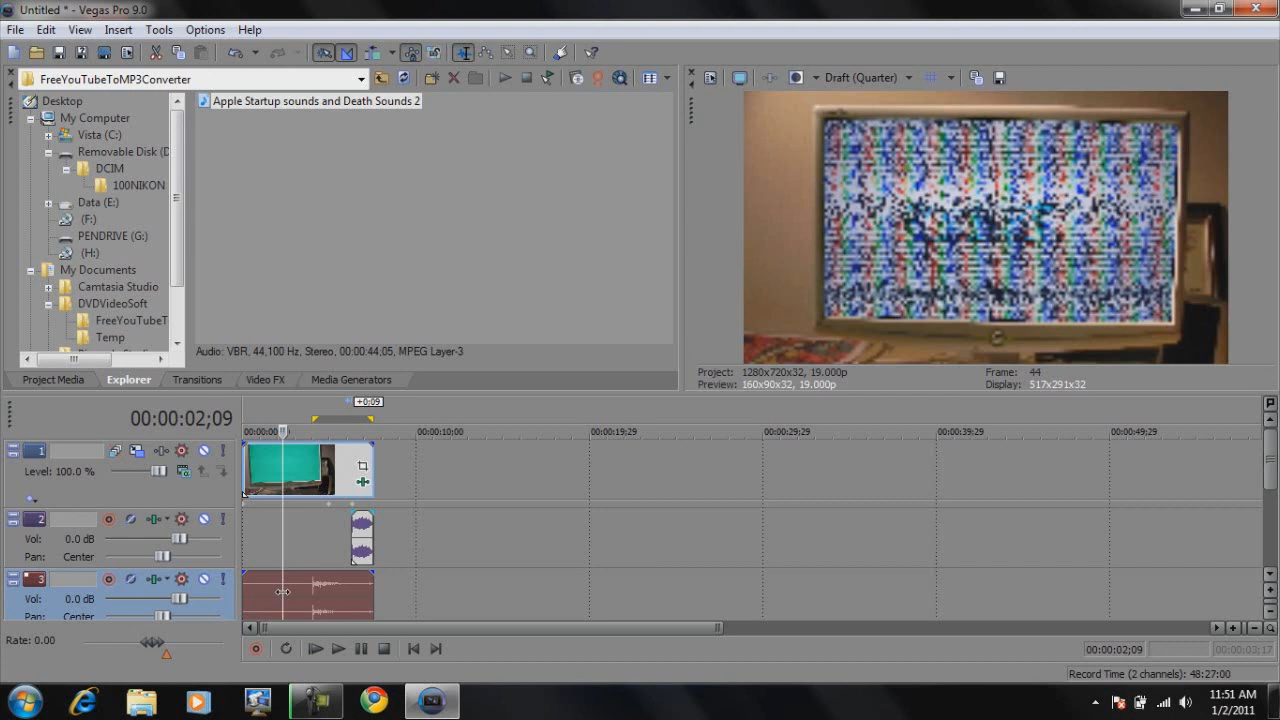 Untitled * - Vegas Pro 9.0
File Edit View Insert Tools Options Help
FreeYouTubeToMP3Converter
Draft (Quarter)
Desktop
My Computer
Vista (C:)
Removable Disk (D
DCIM
100NIKON
Data (E:)
(F:)
PENDRIVE (G:)
(H:)
My Documents
Camtasia Studio
DVDVideoSoft
FreeYouTubeT
Temp
Apple Startup sounds and Death Sounds 2
Audio: VBR, 44,100 Hz, Stereo, 00:00:44;05, MPEG Layer-3
Project Media Explorer Transitions Video FX Media Generators
Project: 1280x720x32, 19.000p Frame: 44
Preview: 160x90x32, 19.000p Display: 517x291x32
00:00:02;09
+0;09
00:00:10;00 00:00:19;29 00:00:29;29 00:00:39;29 00:00:49;29
1
Level: 100.0 %
2
Vol: 0.0 dB
Pan: Center
3
Vol: 0.0 dB
Pan: Center
Rate: 0.00
00:00:02;09 00:00:03;17
Record Time (2 channels): 48:27:00
11:51 AM
1/2/2011